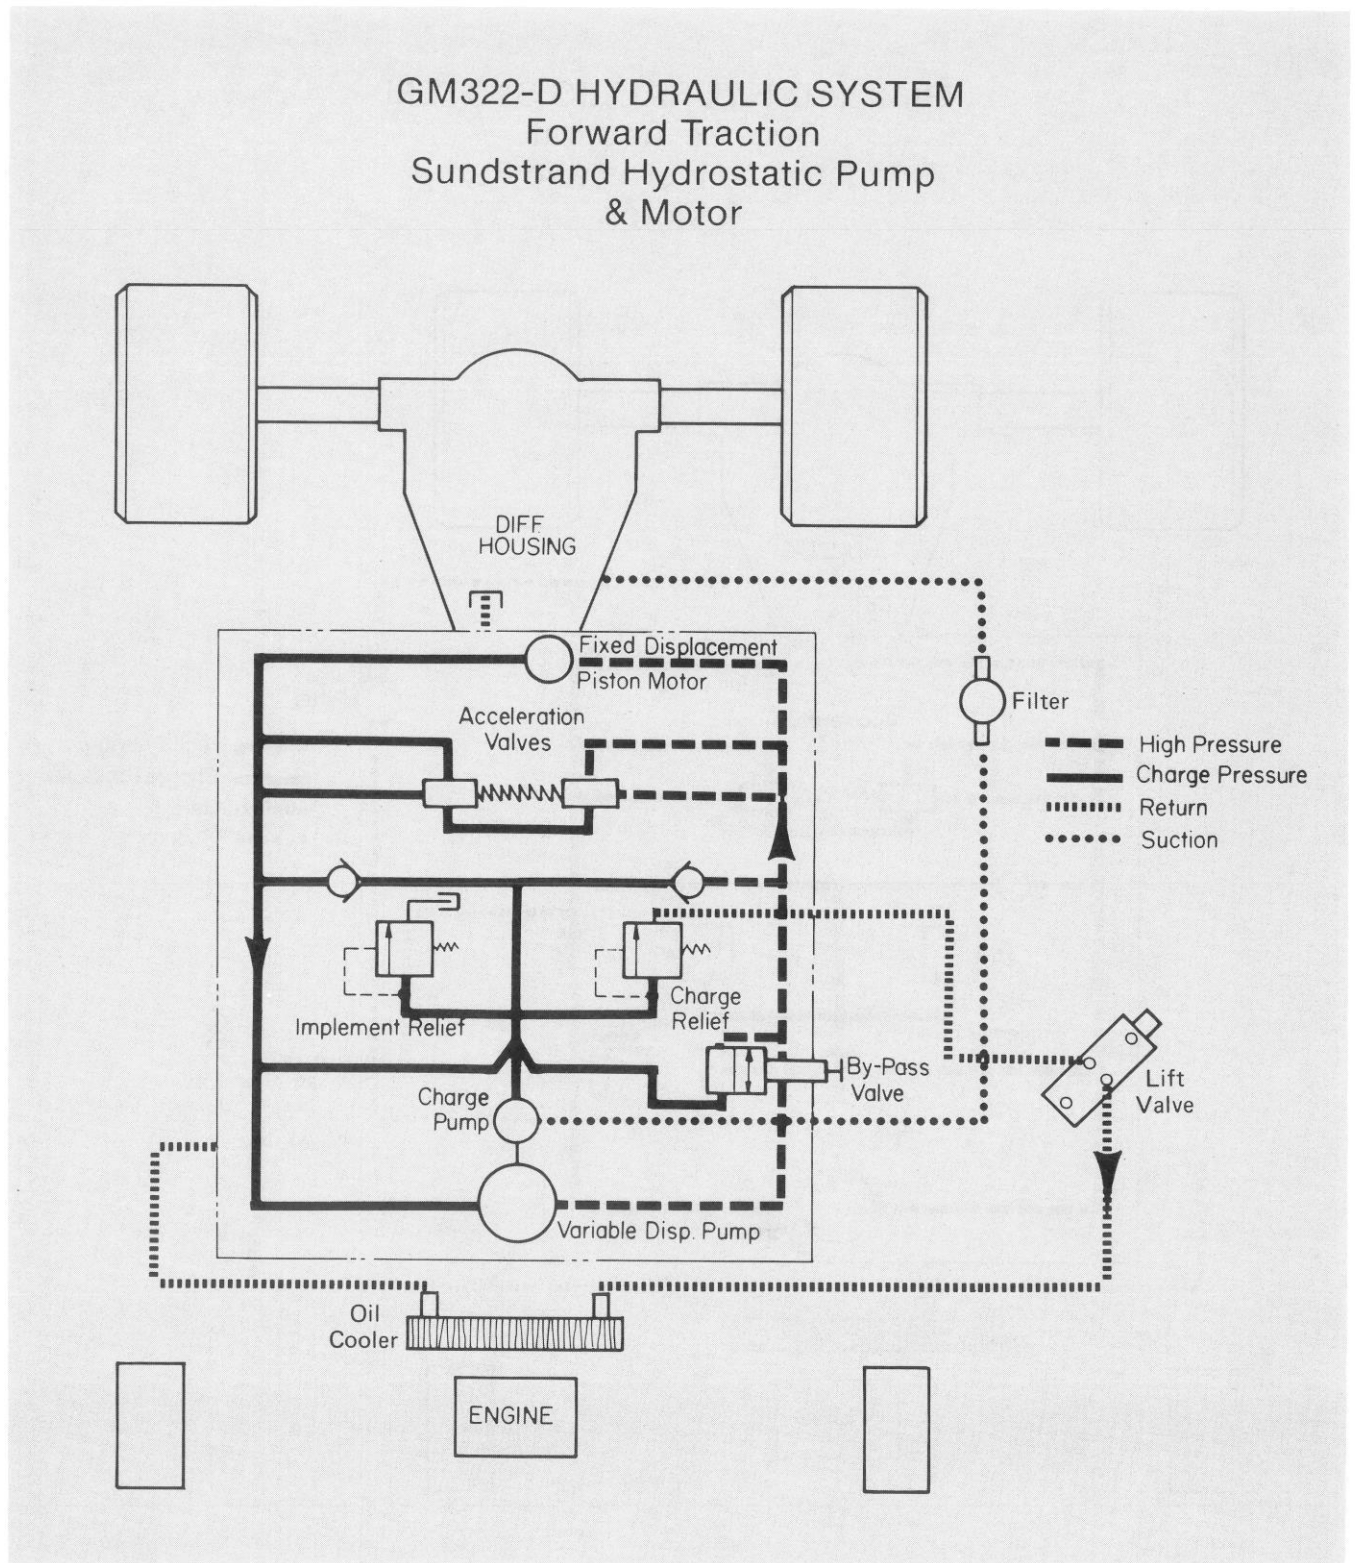 GM322-D HYDRAULIC SYSTEM
Forward Traction
Sundstrand Hydrostatic Pump
& Motor
DIFF.
HOUSING
Fixed Displacement
Piston Motor
Acceleration
Valves
Filter
High Pressure
Charge Pressure
Return
Suction
Implement Relief
Charge
Relief
By-Pass
Valve
Lift
Valve
Charge
Pump
Variable Disp. Pump
Oil
Cooler
ENGINE